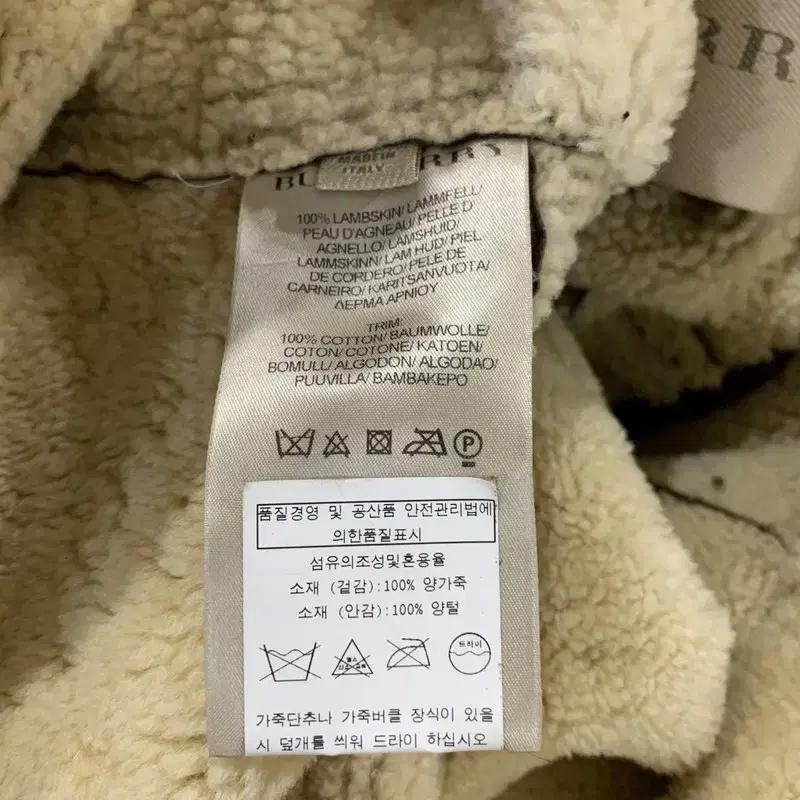 RRY
MADE IN
ITALY
BU RRY
100% LAMBSKIN/ LAMMFELL/
PEAU D'AGNEAU/ PELLE D
AGNELLO/ LAMSHUID/
LAMMSKINN/ LAM HUD/ PIEL
DE CORDERO/ PELE DE
CARNEIRO/ KARITSANVUOTA/
ΔΕΡΜΑ ΑΡΝΙΟΥ
TRIM:
100% COTTON/ BAUMWOLLE/
COTON/ COTONE/ KATOEN/
BOMULL/ ALGODON/ ALGODAO/
PUUVILLA/ BAMBAKEPO
P
품질경영 및 공산품 안전관리법에
의한품질표시
섬유의조성및혼용율
소재 (겉감):100% 양가죽
소재 (안감):100% 양털
드라이
가죽단추나 가죽버클 장식이 있을
시 덮개를 씌워 드라이 하십시오